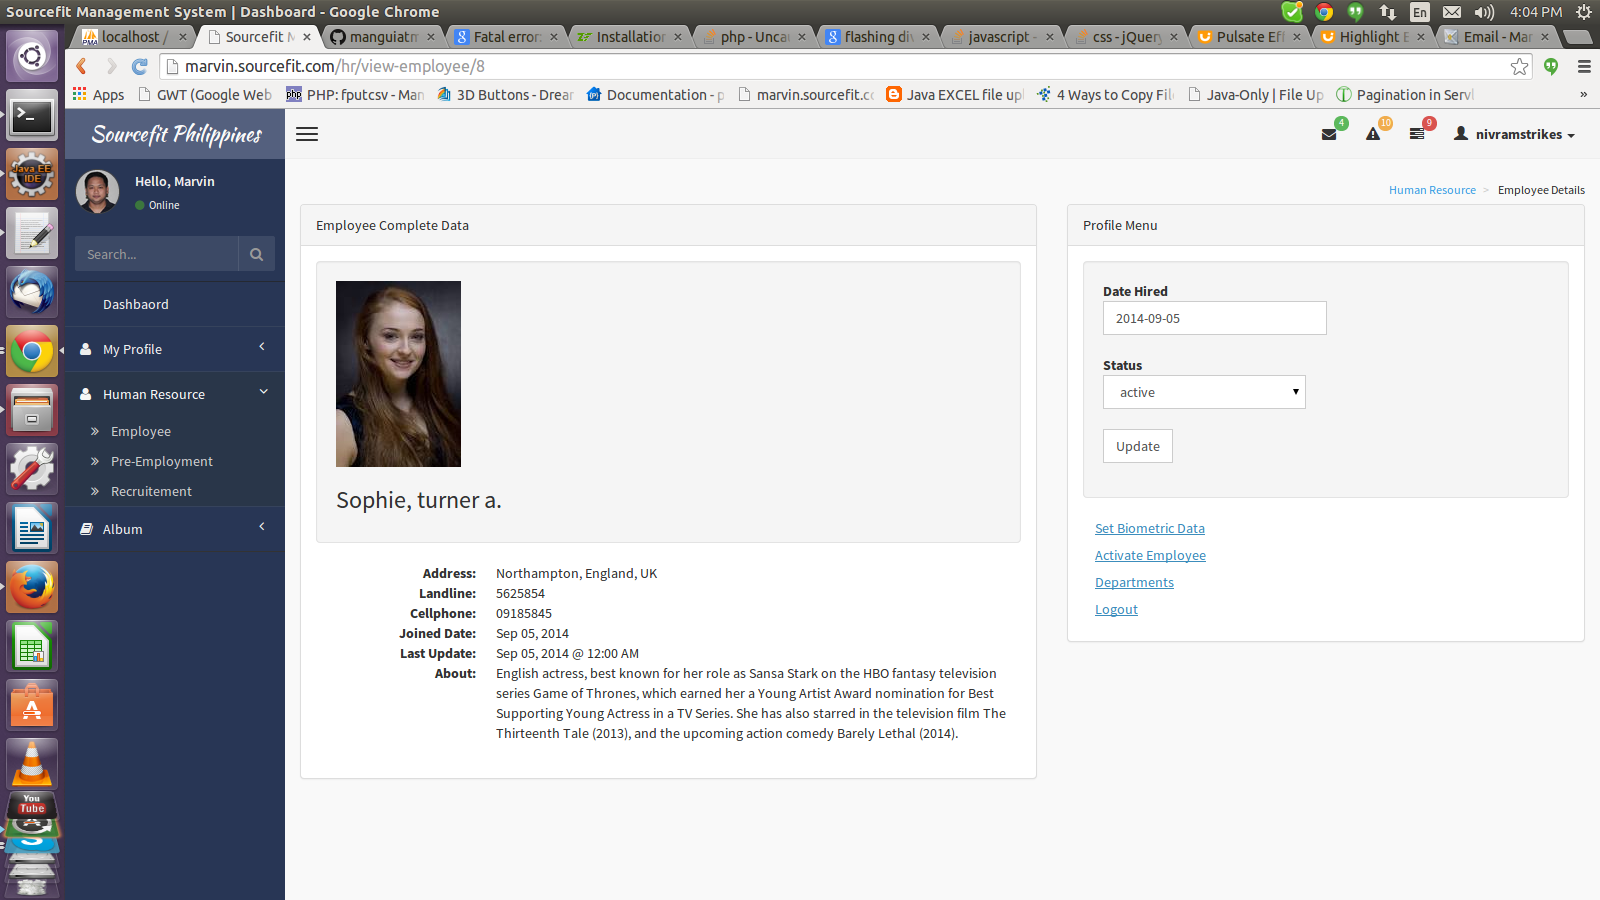 Sourcefit Management System | Dashboard - Google Chrome
En
4:04 PM
localhost /
Sourcefit M
manguiatm
Fatal error:
Installation
php - Unca
flashing div
javascript -
css - jQuery
Pulsate Eff
Highlight E
Email - Mar
marvin.sourcefit.com/hr/view-employee/8
Apps
GWT (Google Web
PHP: fputcsv - Man
3D Buttons - Drear
Documentation - p
marvin.sourcefit.cc
Java EXCEL file upl
4 Ways to Copy Fil
Java-Only | File Up
Pagination in Servl
»
Sourcefit Philippines
4
10
9
nivramstrikes
Hello, Marvin
Online
Search...
Dashbaord
My Profile
Human Resource
Employee
Pre-Employment
Recruitement
Album
Human Resource > Employee Details
Employee Complete Data
Sophie, turner a.
Address: Northampton, England, UK
Landline: 5625854
Cellphone: 09185845
Joined Date: Sep 05, 2014
Last Update: Sep 05, 2014 @ 12:00 AM
About: English actress, best known for her role as Sansa Stark on the HBO fantasy television
series Game of Thrones, which earned her a Young Artist Award nomination for Best
Supporting Young Actress in a TV Series. She has also starred in the television film The
Thirteenth Tale (2013), and the upcoming action comedy Barely Lethal (2014).
Profile Menu
Date Hired
2014-09-05
Status
active
Update
Set Biometric Data
Activate Employee
Departments
Logout
Java EE
IDE
You
Tube